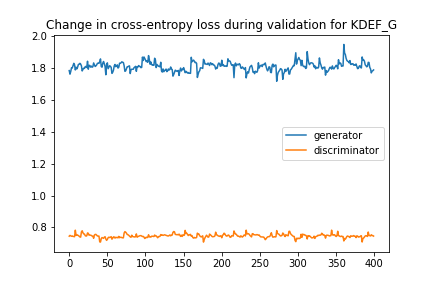 Change in cross-entropy loss during validation for KDEF_G
2.0
1.8
1.6
1.4
1.2
1.0
0.8
generator
discriminator
0 50 100 150 200 250 300 350 400